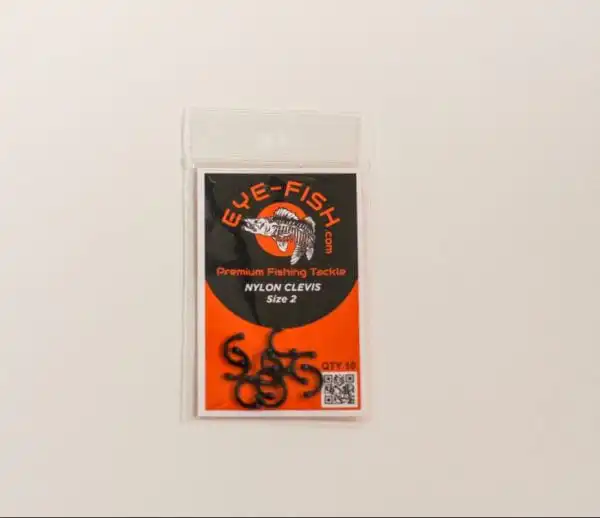 EYE-FISH
.com
Premium Fishing Tackle
NYLON CLEVIS
Size 2
QTY. 10